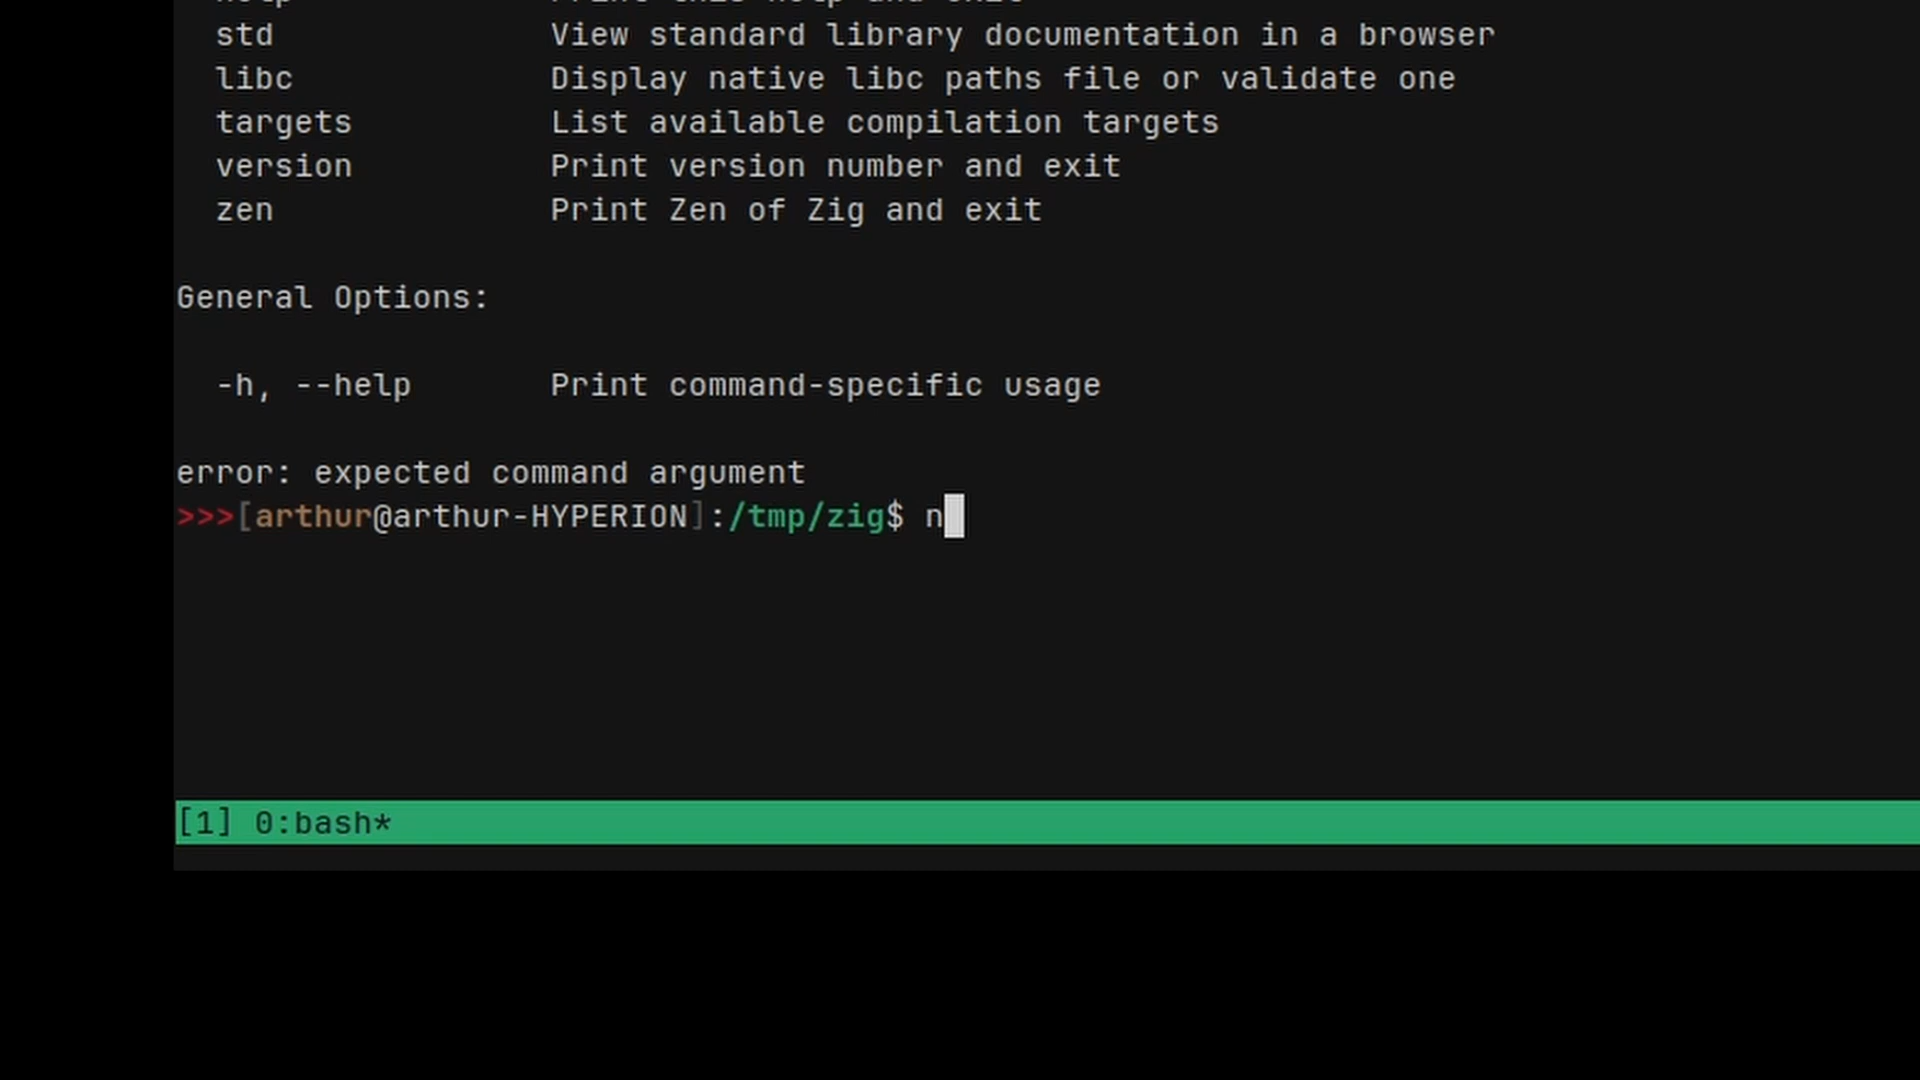 std              View standard library documentation in a browser
libc             Display native libc paths file or validate one
targets          List available compilation targets
version          Print version number and exit
zen              Print Zen of Zig and exit
General Options:
-h, --help       Print command-specific usage
error: expected command argument
>>>[arthur@arthur-HYPERION]:/tmp/zig$ n
[1] 0:bash*